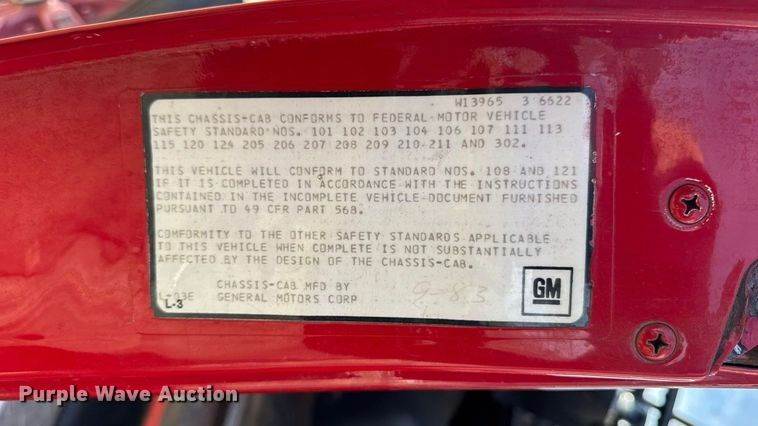 W13965 3 6622
THIS CHASSIS-CAB CONFORMS TO FEDERAL MOTOR VEHICLE
SAFETY STANDARD NOS. 101 102 103 104 106 107 111 113
115 120 124 205 206 207 208 209 210 211 AND 302.
THIS VEHICLE WILL CONFORM TO STANDARD NOS. 108 AND 121
IF IT IS COMPLETED IN ACCORDANCE WITH THE INSTRUCTIONS
CONTAINED IN THE INCOMPLETE VEHICLE DOCUMENT FURNISHED
PURSUANT TO 49 CFR PART 568.
CONFORMITY TO THE OTHER SAFETY STANDARDS APPLICABLE
TO THIS VEHICLE WHEN COMPLETE IS NOT SUBSTANTIALLY
AFFECTED BY THE DESIGN OF THE CHASSIS-CAB.
CHASSIS-CAB MFD BY
GENERAL MOTORS CORP
9-83
L-3
GM
Purple Wave Auction